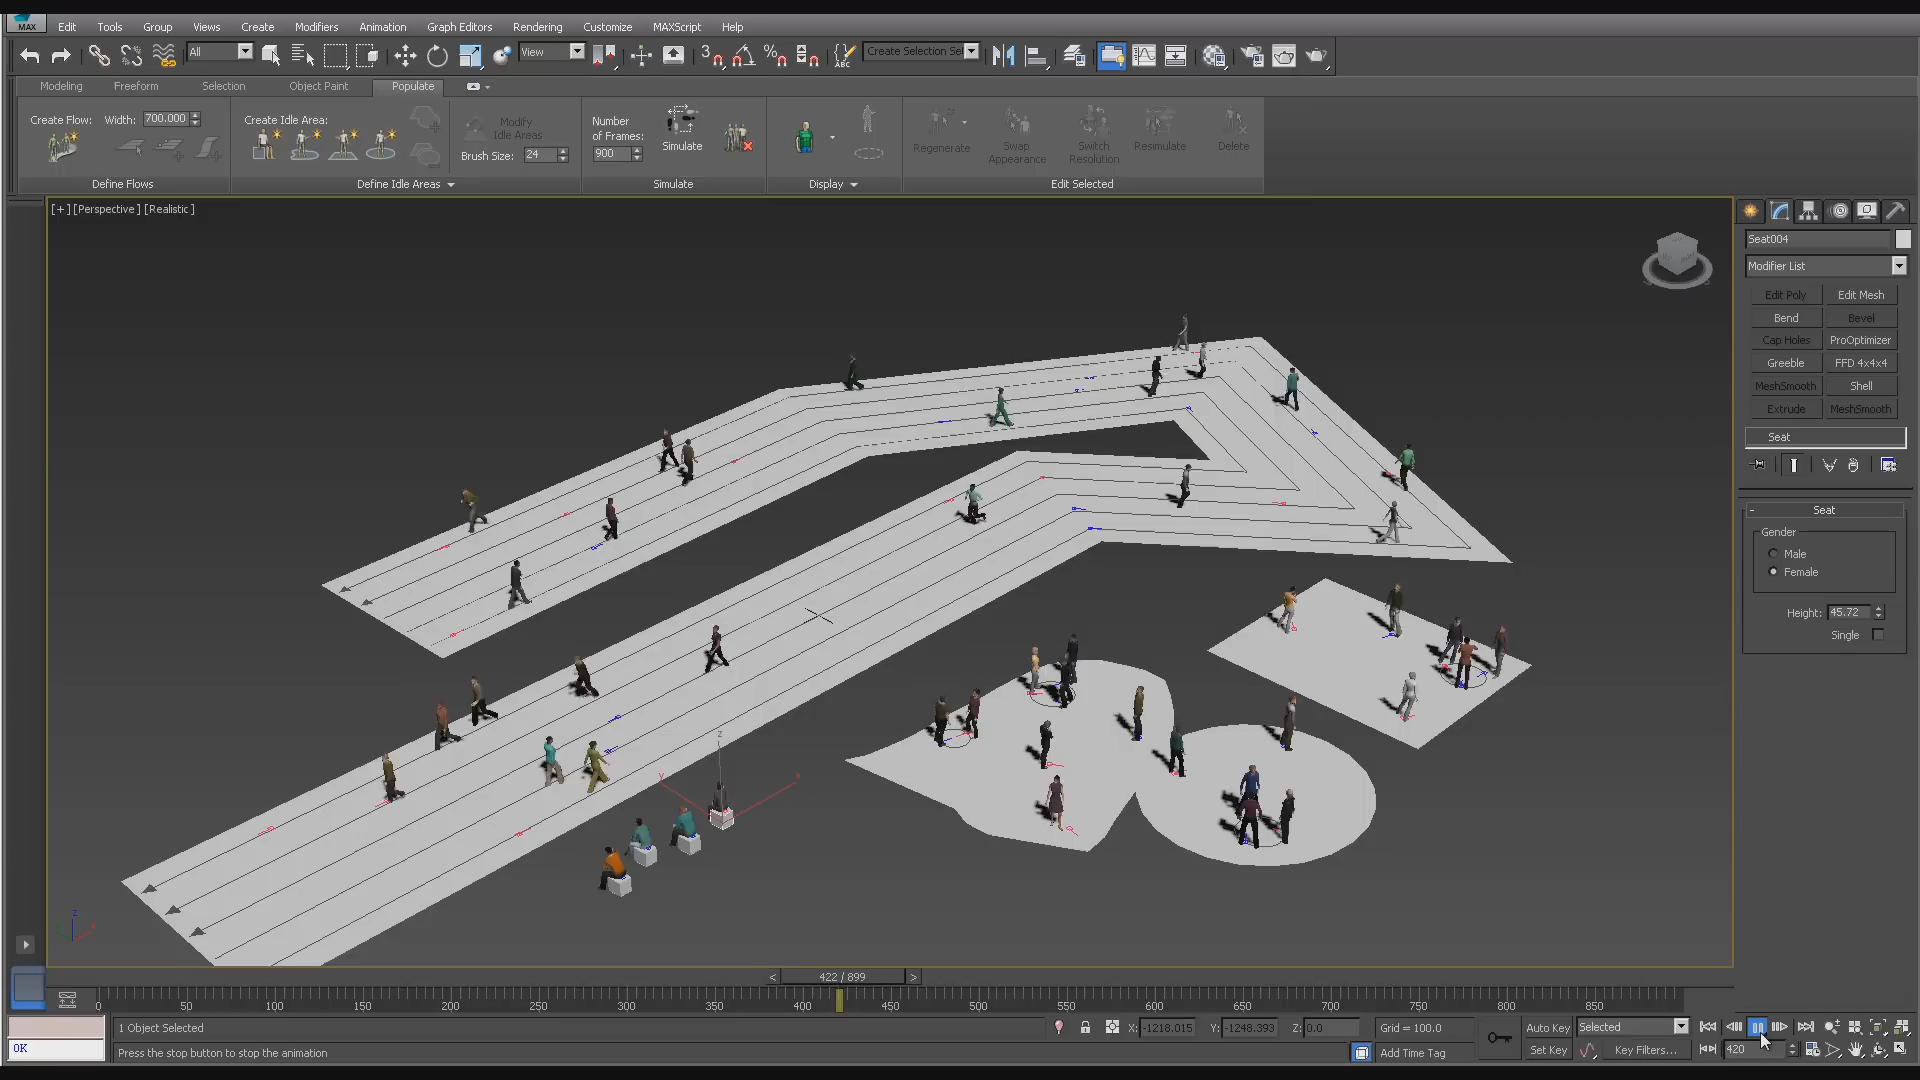 MAX
Edit Tools Group Views Create Modifiers Animation Graph Editors Rendering Customize MAXScript Help
All View 3 % ABC Create Selection Sel
Modeling Freeform Selection Object Paint Populate
Create Flow: Width: 700.000
Define Flows
Create Idle Area:
Modify
Idle Areas
Brush Size: 24
Define Idle Areas
Number
of Frames:
900
Simulate
Simulate
Display
Regenerate
Swap
Appearance
Switch
Resolution
Resimulate
Delete
Edit Selected
[+] [Perspective] [Realistic]
Seat004
Modifier List
Edit Poly Edit Mesh
Bend Bevel
Cap Holes ProOptimizer
Greeble FFD 4x4x4
MeshSmooth Shell
Extrude MeshSmooth
Seat
- Seat
Gender
Male
Female
Height: 45.72
Single
z
y
x
z
< 422 / 899 >
0 50 100 150 200 250 300 350 400 450 500 550 600 650 700 750 800 850
1 Object Selected X: -1218.015 Y: -1248.393 Z: 0.0 Grid = 100.0 Auto Key Selected
OK Press the stop button to stop the animation Add Time Tag Set Key Key Filters... 420